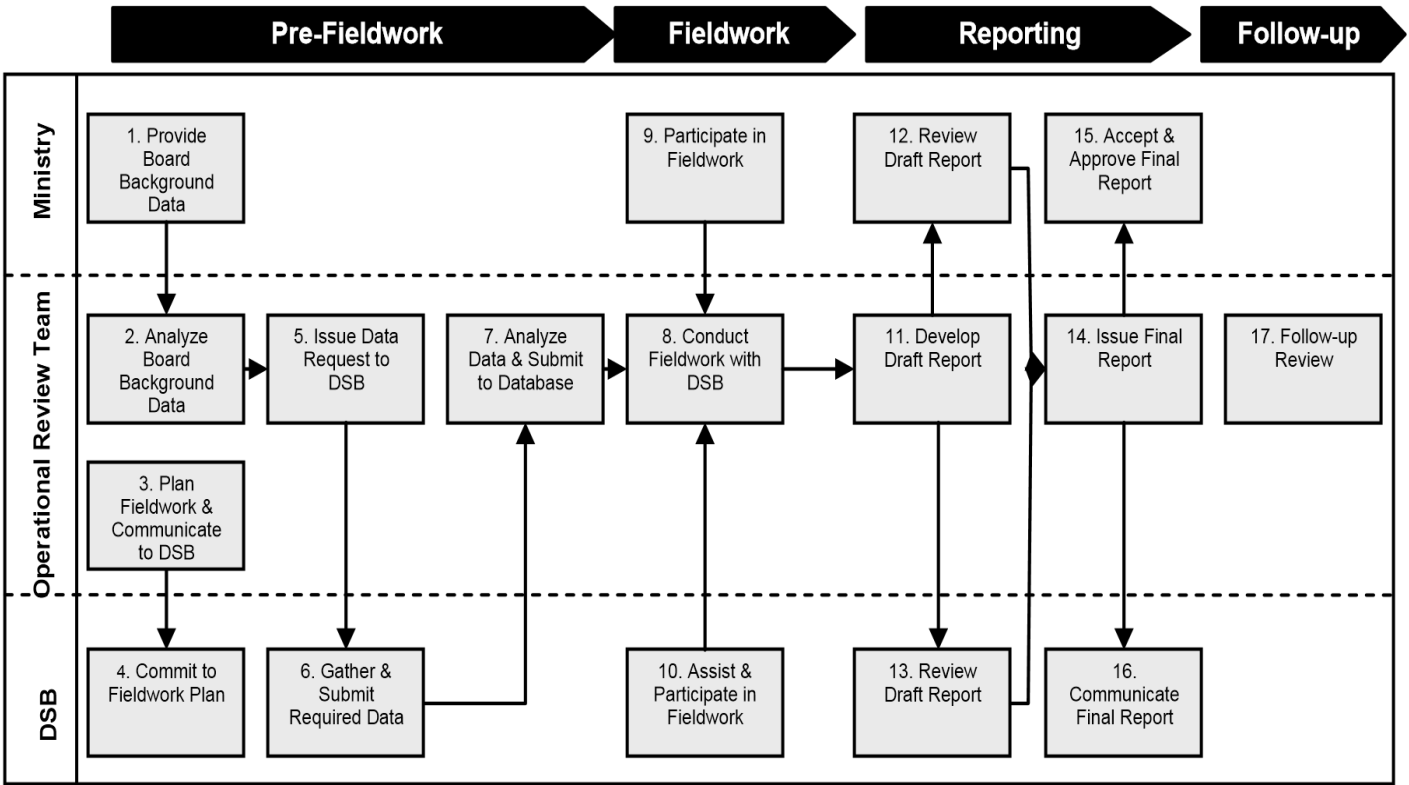 Pre-Fieldwork
Fieldwork
Reporting
Follow-up
Ministry
1. Provide
Board
Background
Data
9. Participate in
Fieldwork
12. Review
Draft Report
15. Accept &
Approve Final
Report
Operational Review Team
2. Analyze
Board
Background
Data
5. Issue Data
Request to
DSB
7. Analyze
Data & Submit
to Database
8. Conduct
Fieldwork with
DSB
11. Develop
Draft Report
14. Issue Final
Report
17. Follow-up
Review
3. Plan
Fieldwork &
Communicate
to DSB
DSB
4. Commit to
Fieldwork Plan
6. Gather &
Submit
Required Data
10. Assist &
Participate in
Fieldwork
13. Review
Draft Report
16.
Communicate
Final Report